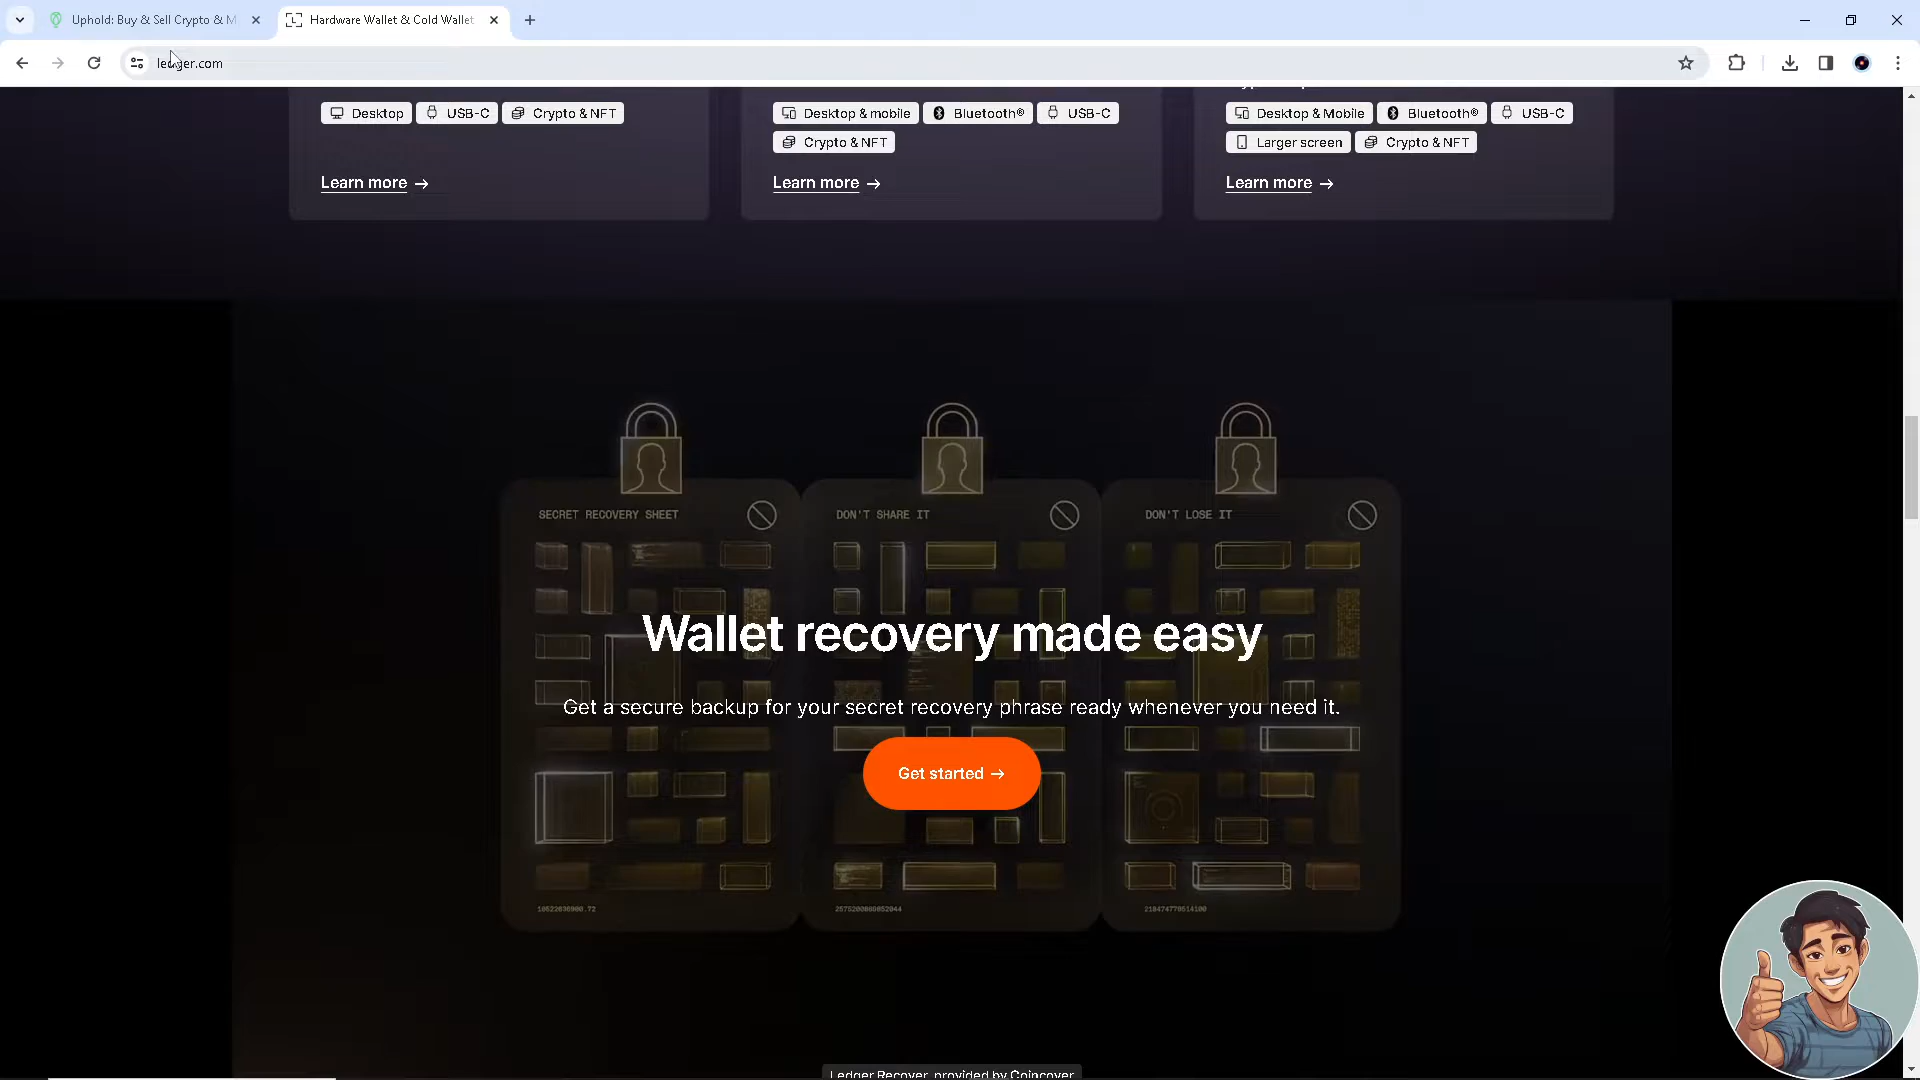 Uphold: Buy & Sell Crypto & M
Hardware Wallet & Cold Wallet
ledger.com
Desktop USB-C Crypto & NFT
Desktop & mobile Bluetooth® USB-C
Crypto & NFT
Desktop & Mobile Bluetooth® USB-C
Larger screen Crypto & NFT
Learn more →
Learn more →
Learn more →
SECRET RECOVERY SHEET
DON'T SHARE IT
DON'T LOSE IT
Wallet recovery made easy
Get a secure backup for your secret recovery phrase ready whenever you need it.
Get started →
Ledger Recover, provided by Coincover